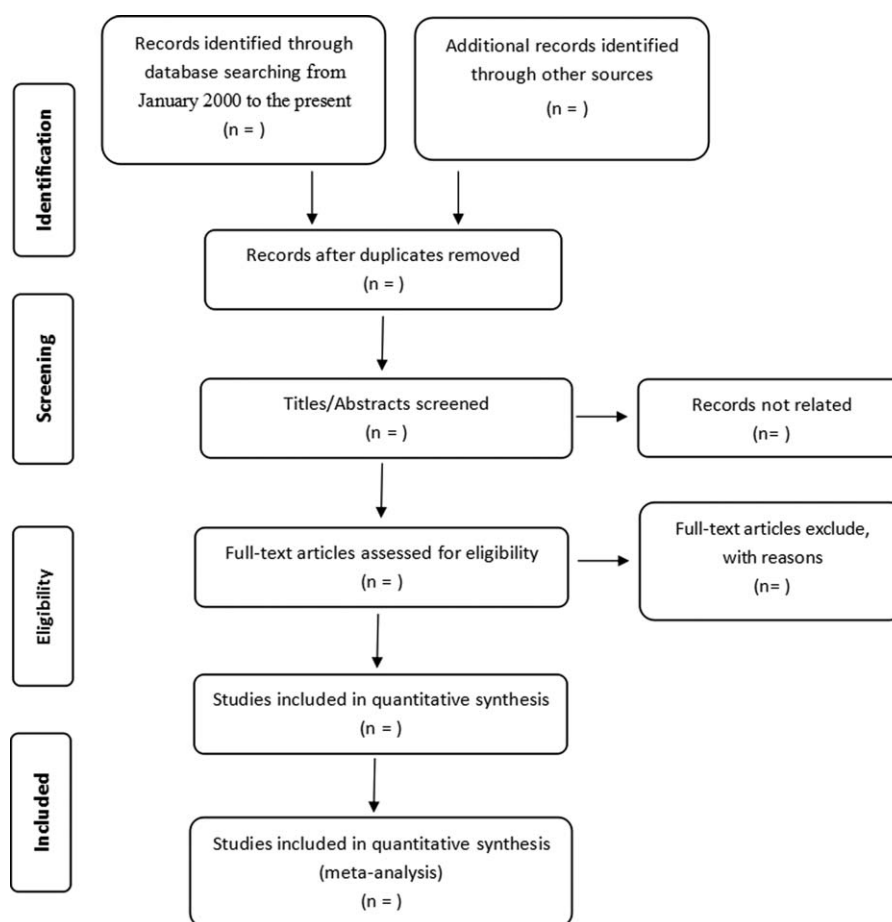 Records identified through
database searching from
January 2000 to the present
(n = )
Additional records identified
through other sources
(n = )
Identification
Records after duplicates removed
(n = )
Screening
Titles/Abstracts screened
(n = )
Records not related
(n= )
Eligibility
Full-text articles assessed for eligibility
(n = )
Full-text articles exclude,
with reasons
(n= )
Studies included in quantitative synthesis
(n = )
Included
Studies included in quantitative synthesis
(meta-analysis)
(n = )